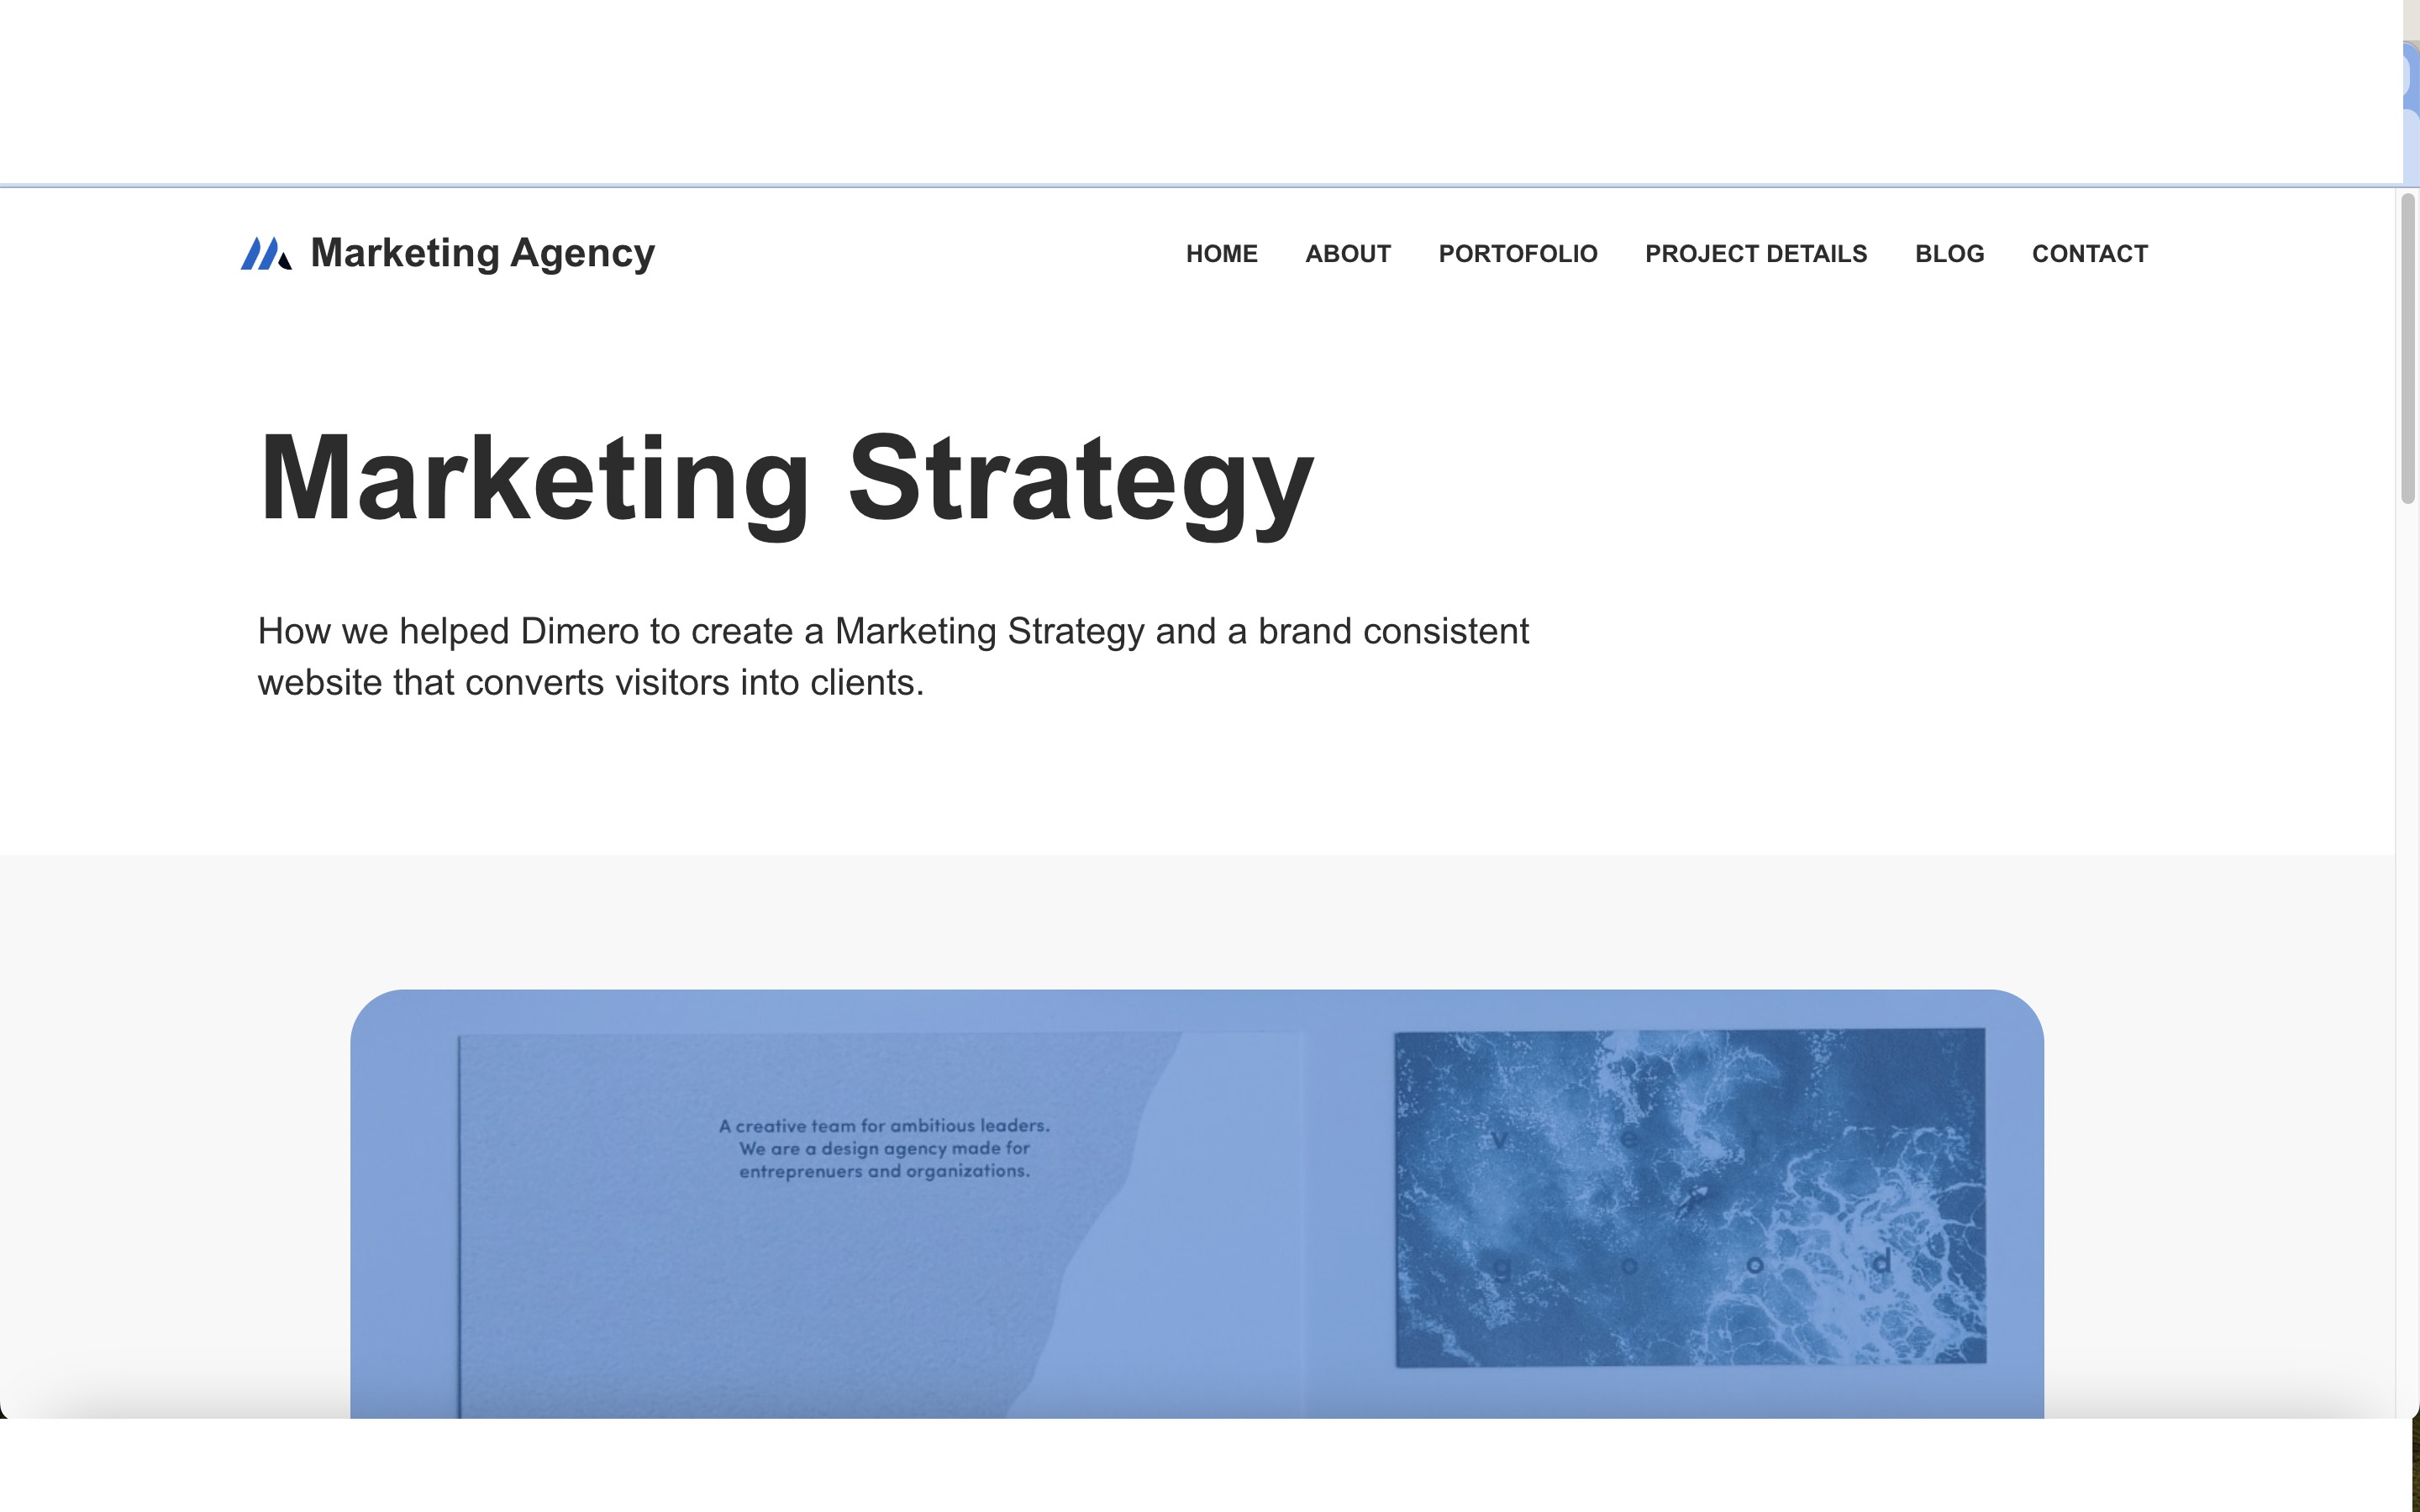 Marketing Agency
HOME ABOUT PORTOFOLIO PROJECT DETAILS BLOG CONTACT
Marketing Strategy
How we helped Dimero to create a Marketing Strategy and a brand consistent
website that converts visitors into clients.
A creative team for ambitious leaders.
We are a design agency made for
entreprenuers and organizations.
v e r y
g o o d